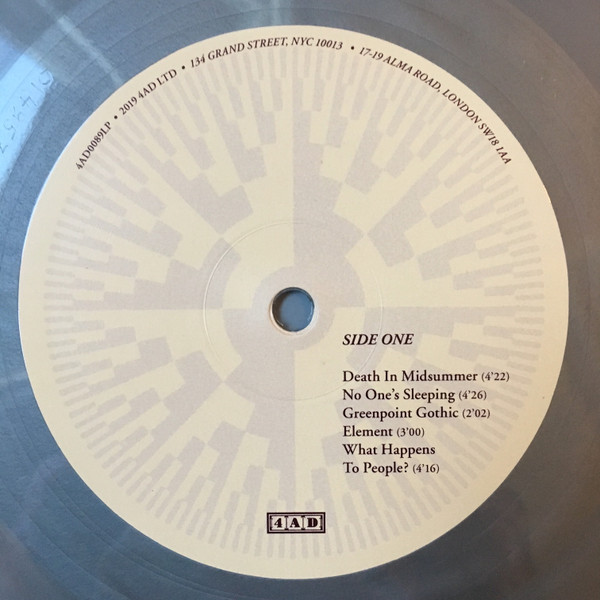 4AD0089LP • 2019 4AD LTD • 134 GRAND STREET, NYC 10013 • 17-19 ALMA ROAD, LONDON SW18 1AA
SIDE ONE
Death In Midsummer (4'22)
No One's Sleeping (4'26)
Greenpoint Gothic (2'02)
Element (3'00)
What Happens
To People? (4'16)
4AD